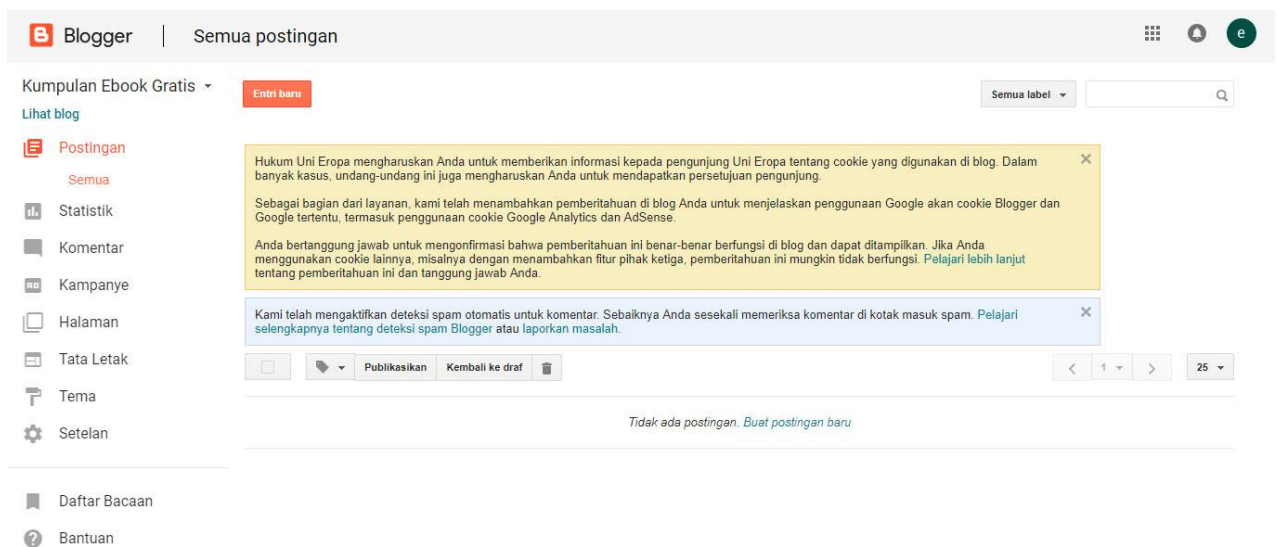 Blogger | Semua postingan
e
Kumpulan Ebook Gratis
Lihat blog
Postingan
Semua
Statistik
Komentar
Kampanye
Halaman
Tata Letak
Tema
Setelan
Daftar Bacaan
Bantuan
Entri baru
Semua label
Hukum Uni Eropa mengharuskan Anda untuk memberikan informasi kepada pengunjung Uni Eropa tentang cookie yang digunakan di blog. Dalam
banyak kasus, undang-undang ini juga mengharuskan Anda untuk mendapatkan persetujuan pengunjung.
Sebagai bagian dari layanan, kami telah menambahkan pemberitahuan di blog Anda untuk menjelaskan penggunaan Google akan cookie Blogger dan
Google tertentu, termasuk penggunaan cookie Google Analytics dan AdSense.
Anda bertanggung jawab untuk mengonfirmasi bahwa pemberitahuan ini benar-benar berfungsi di blog dan dapat ditampilkan. Jika Anda
menggunakan cookie lainnya, misalnya dengan menambahkan fitur pihak ketiga, pemberitahuan ini mungkin tidak berfungsi. Pelajari lebih lanjut
tentang pemberitahuan ini dan tanggung jawab Anda.
Kami telah mengaktifkan deteksi spam otomatis untuk komentar. Sebaiknya Anda sesekali memeriksa komentar di kotak masuk spam. Pelajari
selengkapnya tentang deteksi spam Blogger atau laporkan masalah.
Publikasikan Kembali ke draf
1
25
Tidak ada postingan. Buat postingan baru